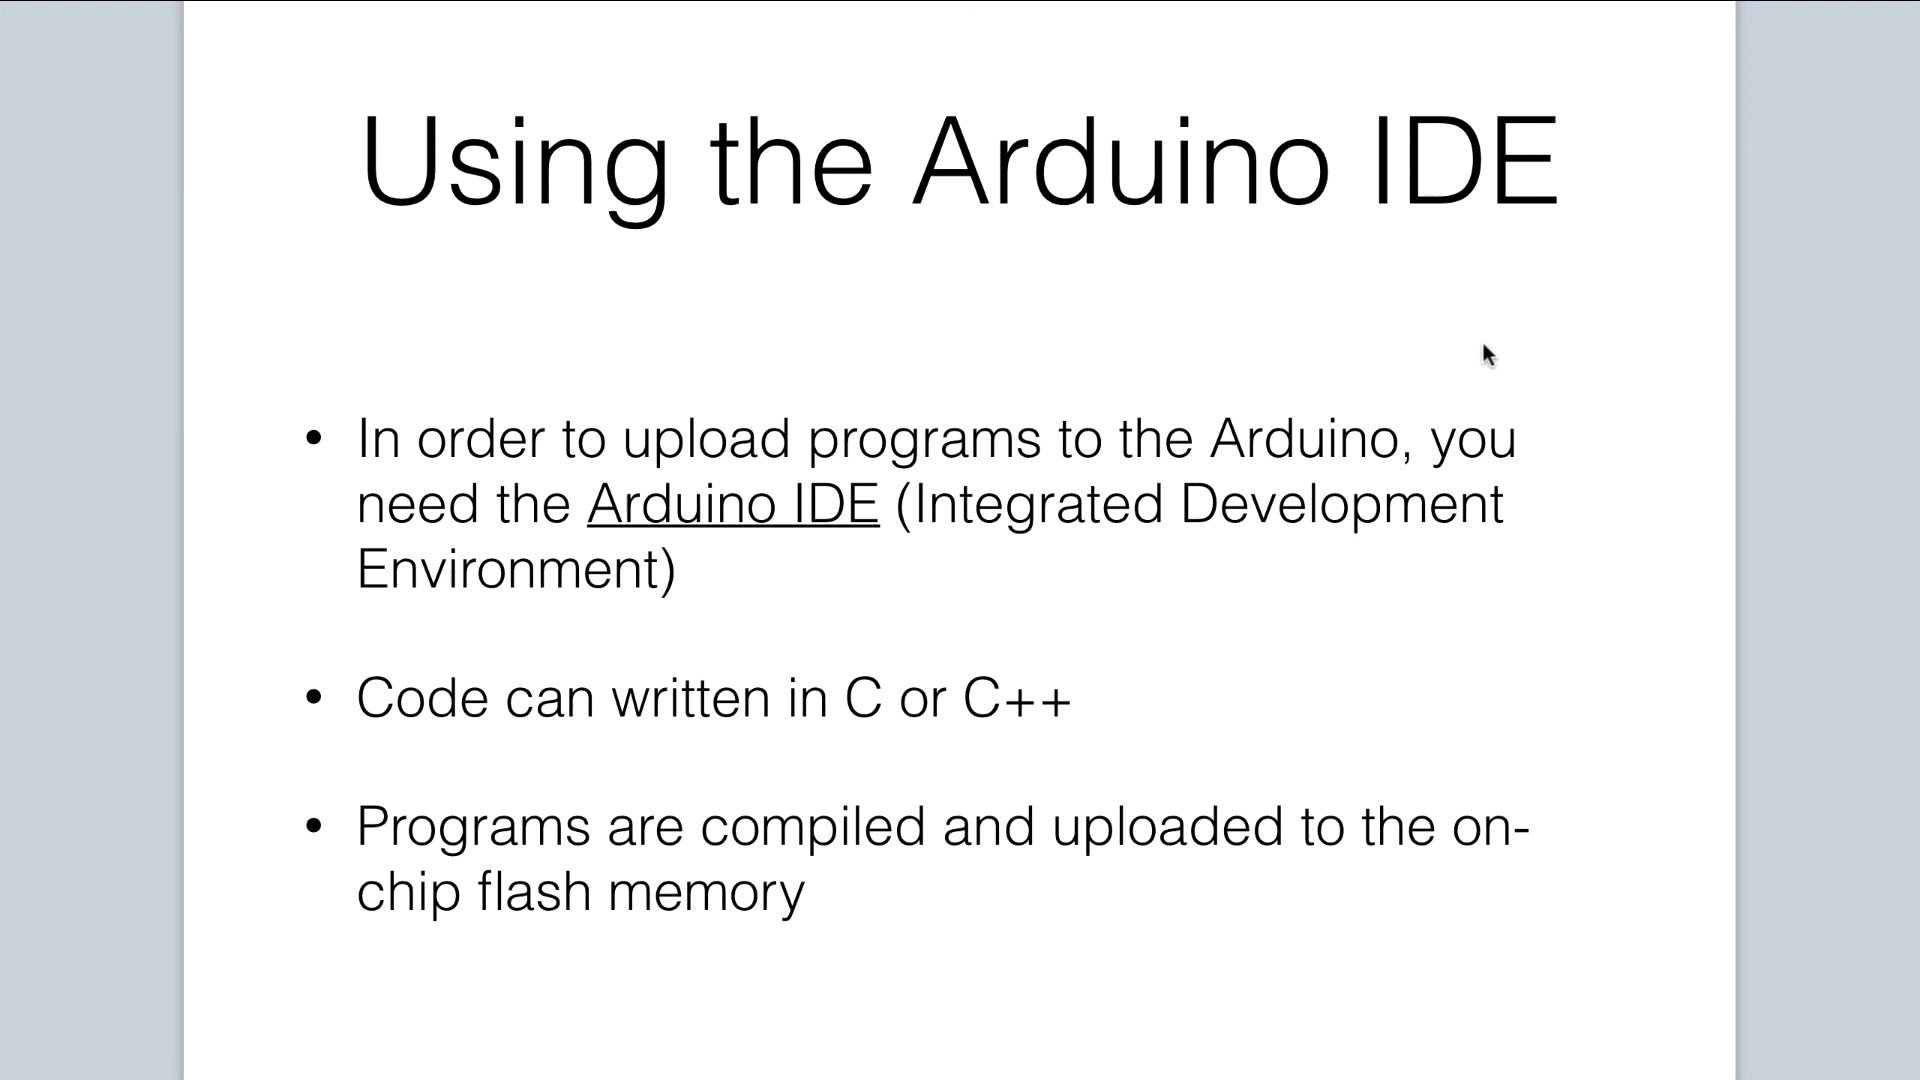 Using the Arduino IDE
• In order to upload programs to the Arduino, you
need the Arduino IDE (Integrated Development
Environment)
• Code can written in C or C++
• Programs are compiled and uploaded to the on-
chip flash memory